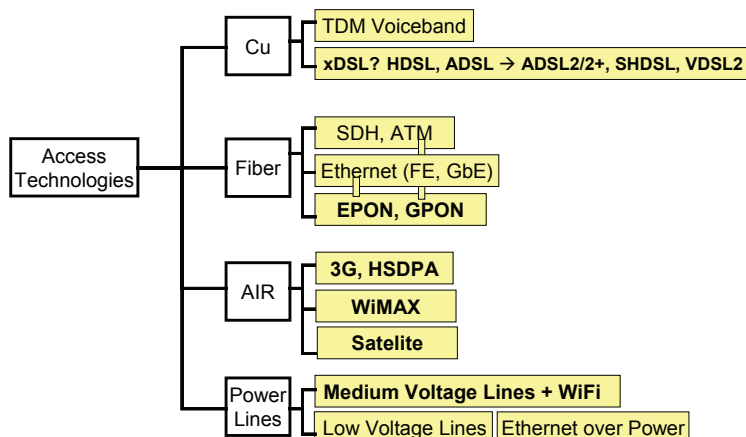 Access
Technologies
Cu
TDM Voiceband
xDSL? HDSL, ADSL → ADSL2/2+, SHDSL, VDSL2
Fiber
SDH, ATM
Ethernet (FE, GbE)
EPON, GPON
AIR
3G, HSDPA
WiMAX
Satelite
Power
Lines
Medium Voltage Lines + WiFi
Low Voltage Lines
Ethernet over Power